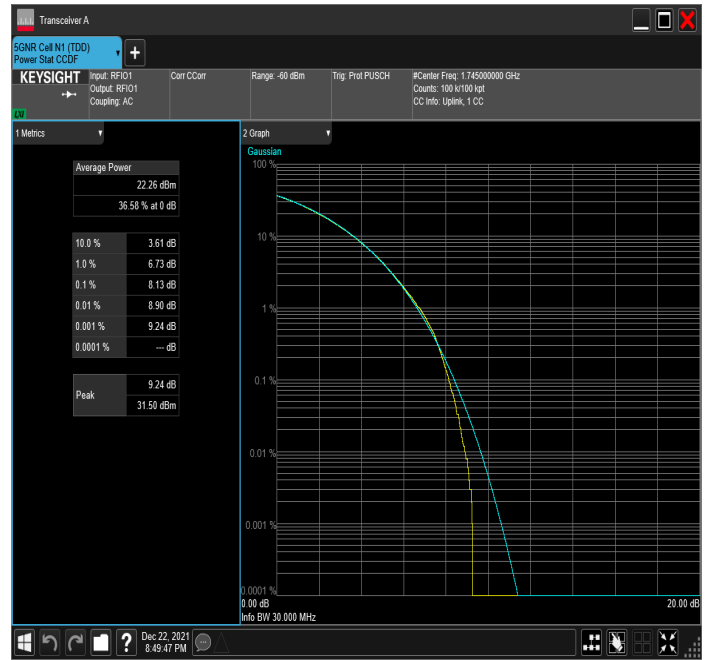 Transceiver A
5GNR Cell N1 (TDD)
Power Stat CCDF
KEYSIGHT
LXI
Input: RFIO1
Output: RFIO1
Coupling: AC
Corr CCorr
Range: -60 dBm
Trig: Prot PUSCH
#Center Freq: 1.745000000 GHz
Counts: 100 k/100 kpt
CC Info: Uplink, 1 CC
1 Metrics
Average Power
22.26 dBm
36.58 % at 0 dB
10.0 % 3.61 dB
1.0 % 6.73 dB
0.1 % 8.13 dB
0.01 % 8.90 dB
0.001 % 9.24 dB
0.0001 % --- dB
Peak
9.24 dB
31.50 dBm
2 Graph
Gaussian
100 %
10 %
1 %
0.1 %
0.01 %
0.001 %
0.0001 %
0.00 dB
20.00 dB
Info BW 30.000 MHz
?
Dec 22, 2021
8:49:47 PM